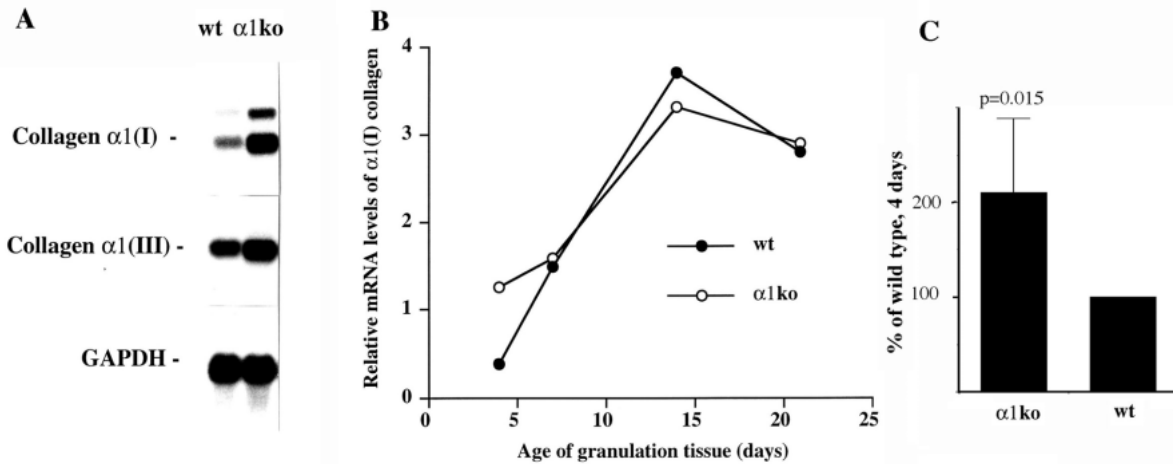 A
wt α1ko
Collagen α1(I) -
Collagen α1(III) -
GAPDH -
B
Relative mRNA levels of α1(I) collagen
4
3
2
1
0
0 5 10 15 20 25
Age of granulation tissue (days)
wt
α1ko
C
p=0.015
% of wild type, 4 days
200
100
α1ko wt